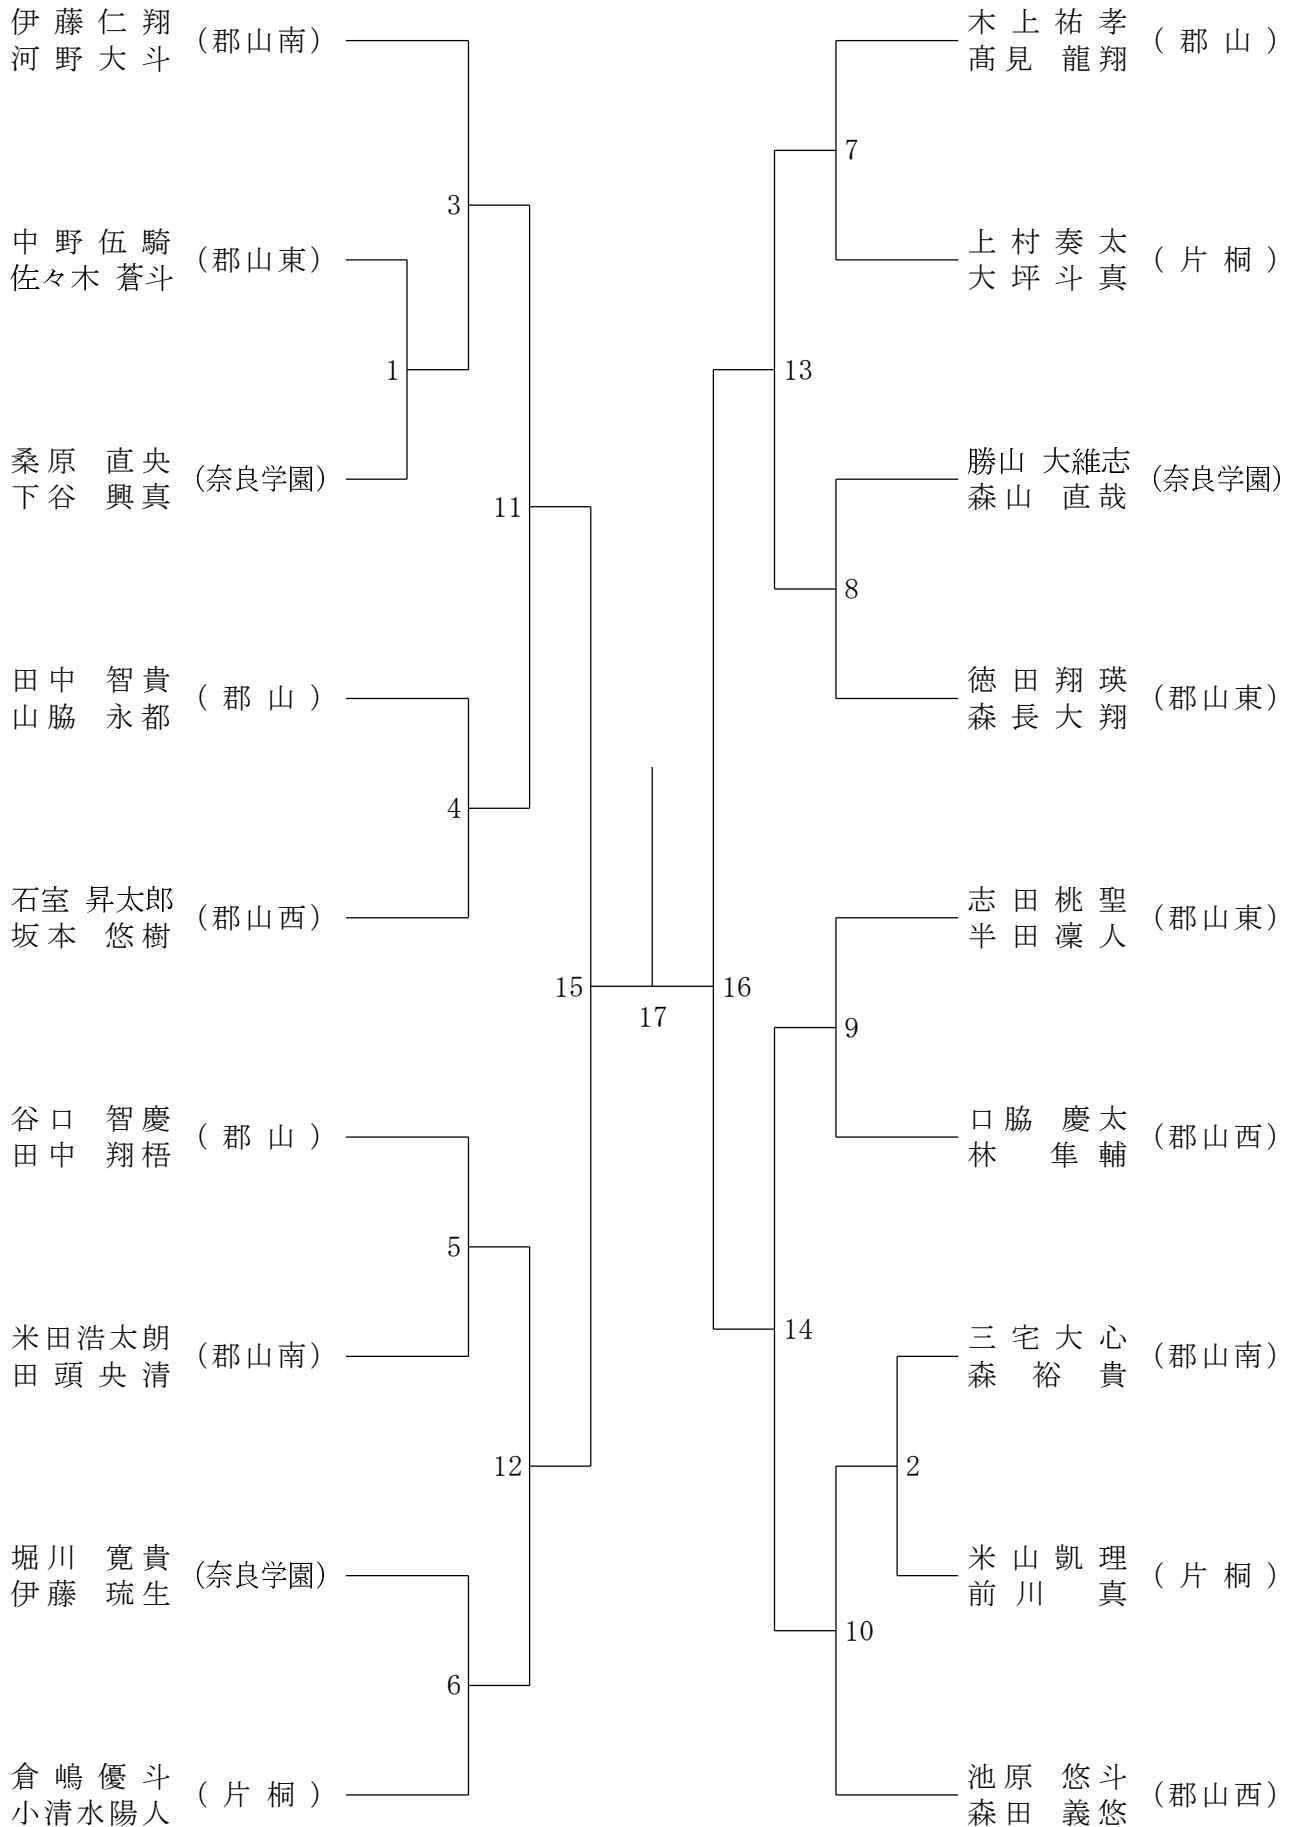 伊藤仁翔
河野大斗
(郡山南)
3
中野伍騎
佐々木 蒼斗
(郡山東)
1
桑原 直央
下谷 興真
(奈良学園)
11
田中 智貴
山脇 永都
(郡山)
4
石室 昇太郎
坂本 悠樹
(郡山西)
15
谷口 智慶
田中 翔梧
(郡山)
5
米田浩太朗
田頭央清
(郡山南)
12
堀川 寛貴
伊藤 琉生
(奈良学園)
6
倉嶋優斗
小清水陽人
(片桐)
17
木上祐孝
髙見 龍翔
(郡山)
7
上村奏太
大坪斗真
(片桐)
13
勝山 大維志
森山 直哉
(奈良学園)
8
徳田翔瑛
森長大翔
(郡山東)
16
志田桃聖
半田凜人
(郡山東)
9
口脇 慶太
林 隼輔
(郡山西)
14
三宅大心
森裕貴
(郡山南)
2
米山凱理
前川 真
(片桐)
10
池原 悠斗
森田 義悠
(郡山西)